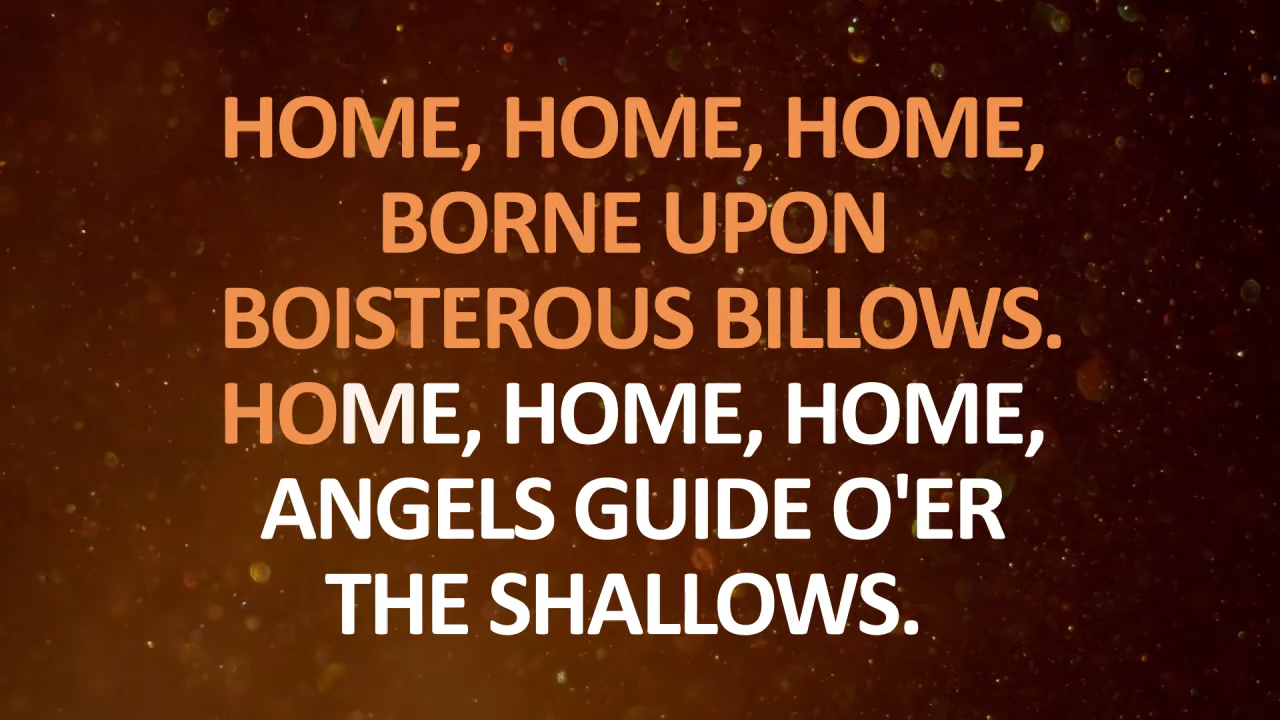 HOME, HOME, HOME,
BORNE UPON
BOISTEROUS BILLOWS.
HOME, HOME, HOME,
ANGELS GUIDE O'ER
THE SHALLOWS.